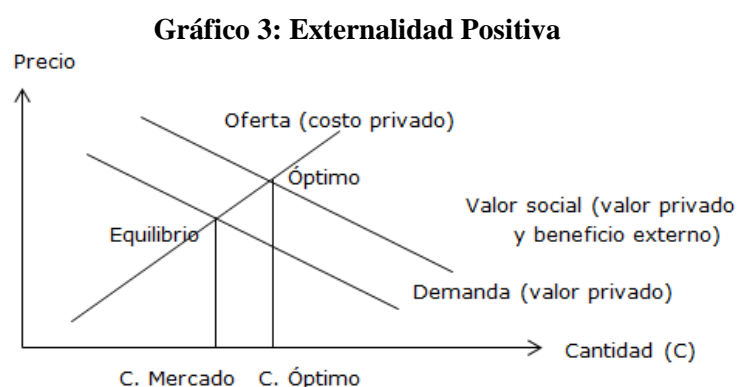 Gráfico 3: Externalidad Positiva
Precio
Oferta (costo privado)
Óptimo
Valor social (valor privado
y beneficio externo)
Equilibrio
Demanda (valor privado)
Cantidad (C)
C. Mercado
C. Óptimo